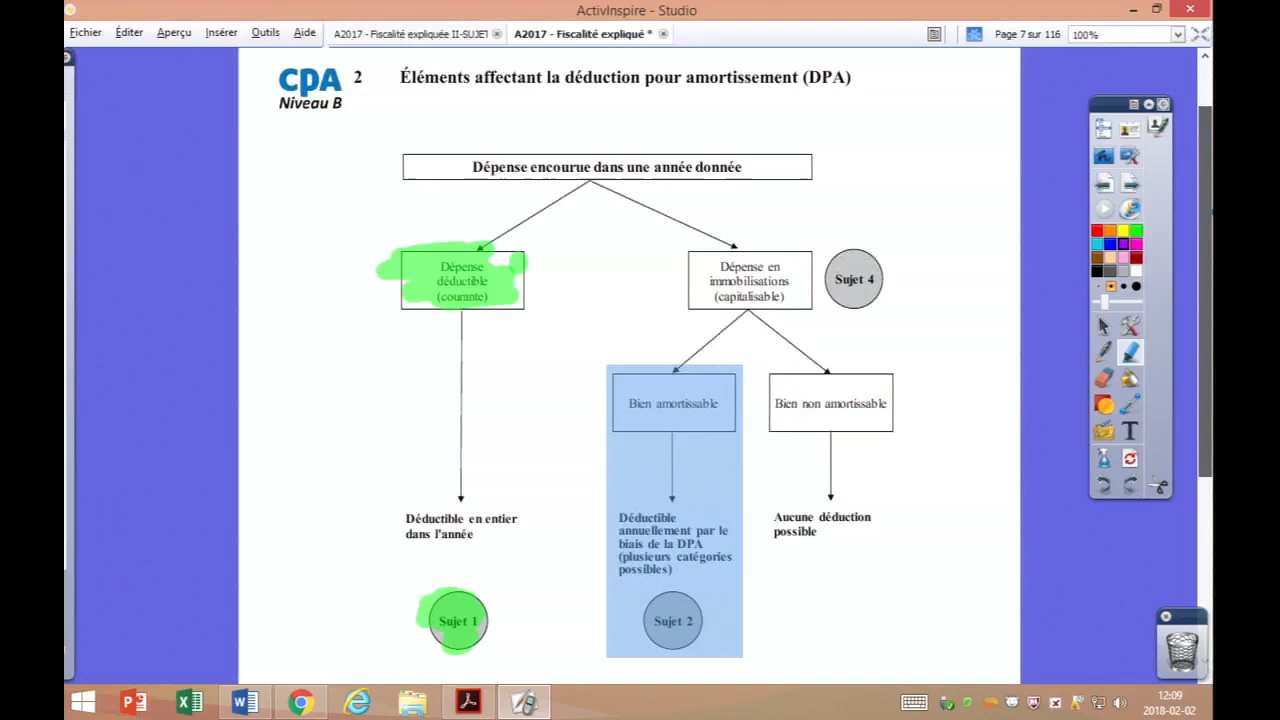 ActivInspire - Studio
Fichier Éditer Aperçu Insérer Outils Aide
A2017 - Fiscalité expliquée II-SUJET
A2017 - Fiscalité expliqué *
Page 7 sur 116
100%
CPA
Niveau B
2 Éléments affectant la déduction pour amortissement (DPA)
Dépense encourue dans une année donnée
Dépense
déductible
(courante)
Dépense en
immobilisations
(capitalisable)
Sujet 4
Bien amortissable
Bien non amortissable
Déductible en entier
dans l'année
Déductible
annuellement par le
biais de la DPA
(plusieurs catégories
possibles)
Aucune déduction
possible
Sujet 1
Sujet 2
12:09
2018-02-02